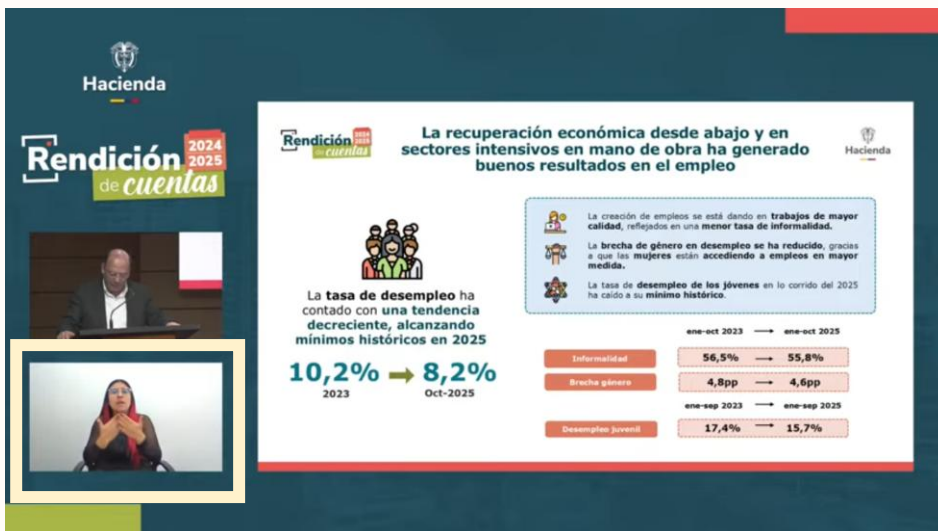 Hacienda
Rendición 2024
2025
de cuentas
Rendición 2024
2025
de cuentas
La recuperación económica desde abajo y en
sectores intensivos en mano de obra ha generado
buenos resultados en el empleo
Hacienda
La tasa de desempleo ha
contado con una tendencia
decreciente, alcanzando
mínimos históricos en 2025
10,2% → 8,2%
2023 Oct-2025
La creación de empleos se está dando en trabajos de mayor
calidad, reflejados en una menor tasa de informalidad.
La brecha de género en desempleo se ha reducido, gracias
a que las mujeres están accediendo a empleos en mayor
medida.
La tasa de desempleo de los jóvenes en lo corrido del 2025
ha caído a su mínimo histórico.
ene-oct 2023 → ene-oct 2025
Informalidad 56,5% → 55,8%
Brecha género 4,8pp → 4,6pp
ene-sep 2023 → ene-sep 2025
Desempleo juvenil 17,4% → 15,7%